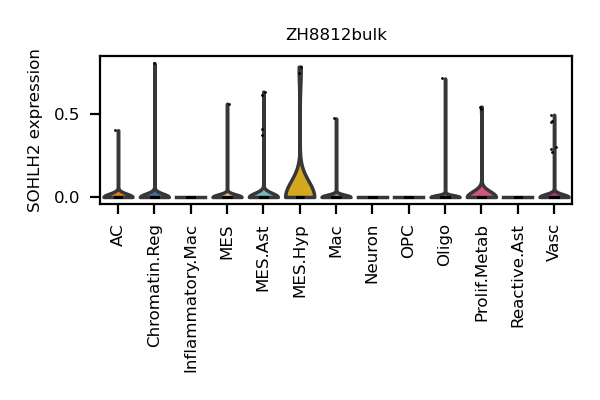 ZH8812bulk
SOHLH2 expression
0.5
0.0
AC
Chromatin.Reg
Inflammatory.Mac
MES
MES.Ast
MES.Hyp
Mac
Neuron
OPC
Oligo
Prolif.Metab
Reactive.Ast
Vasc